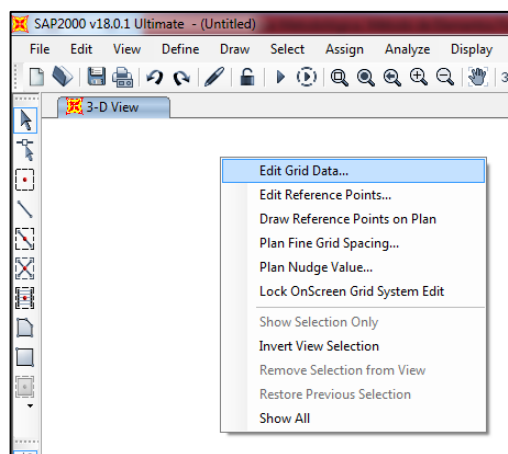 SAP2000 v18.0.1 Ultimate - (Untitled)
File Edit View Define Draw Select Assign Analyze Display
3-D View
Edit Grid Data...
Edit Reference Points...
Draw Reference Points on Plan
Plan Fine Grid Spacing...
Plan Nudge Value...
Lock OnScreen Grid System Edit
Show Selection Only
Invert View Selection
Remove Selection from View
Restore Previous Selection
Show All